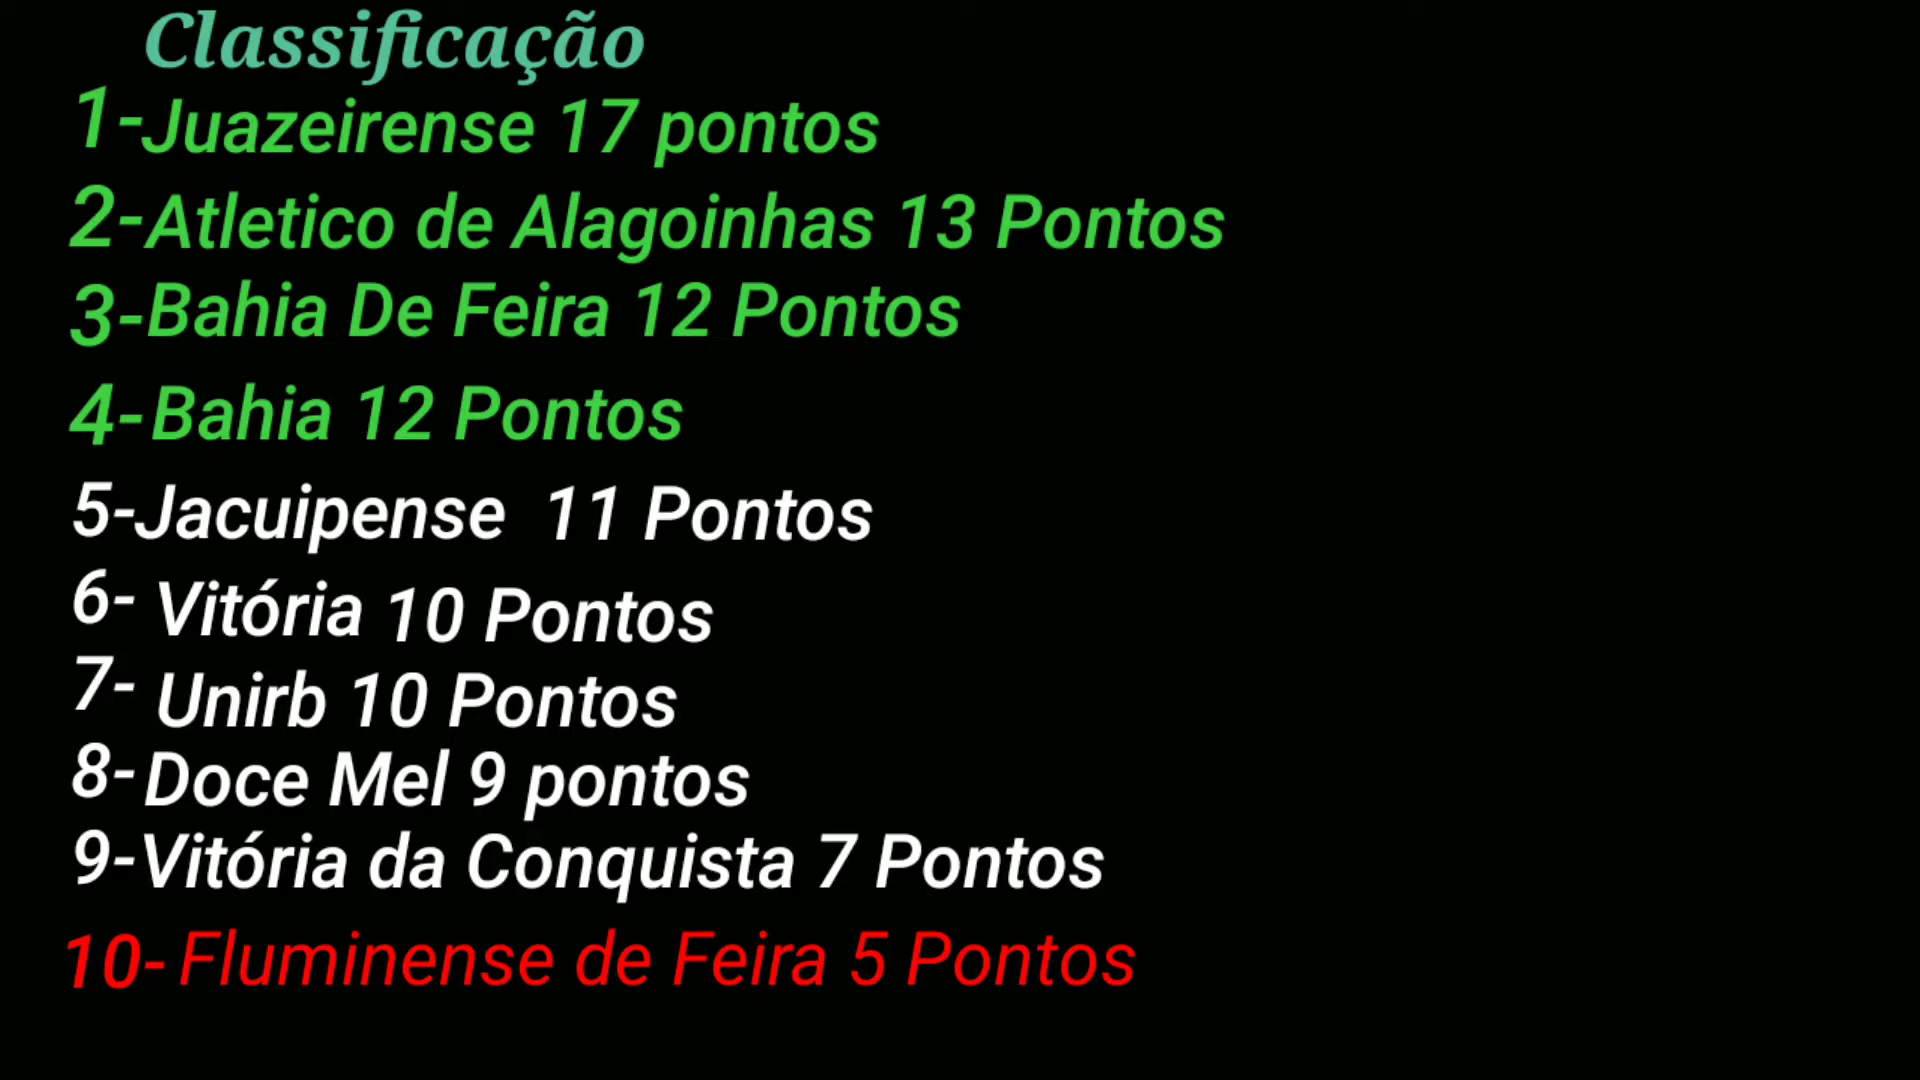 Classificação
1-Juazeirense 17 pontos
2-Atletico de Alagoinhas 13 Pontos
3-Bahia De Feira 12 Pontos
4-Bahia 12 Pontos
5-Jacuipense 11 Pontos
6- Vitória 10 Pontos
7- Unirb 10 Pontos
8-Doce Mel 9 pontos
9-Vitória da Conquista 7 Pontos
10- Fluminense de Feira 5 Pontos